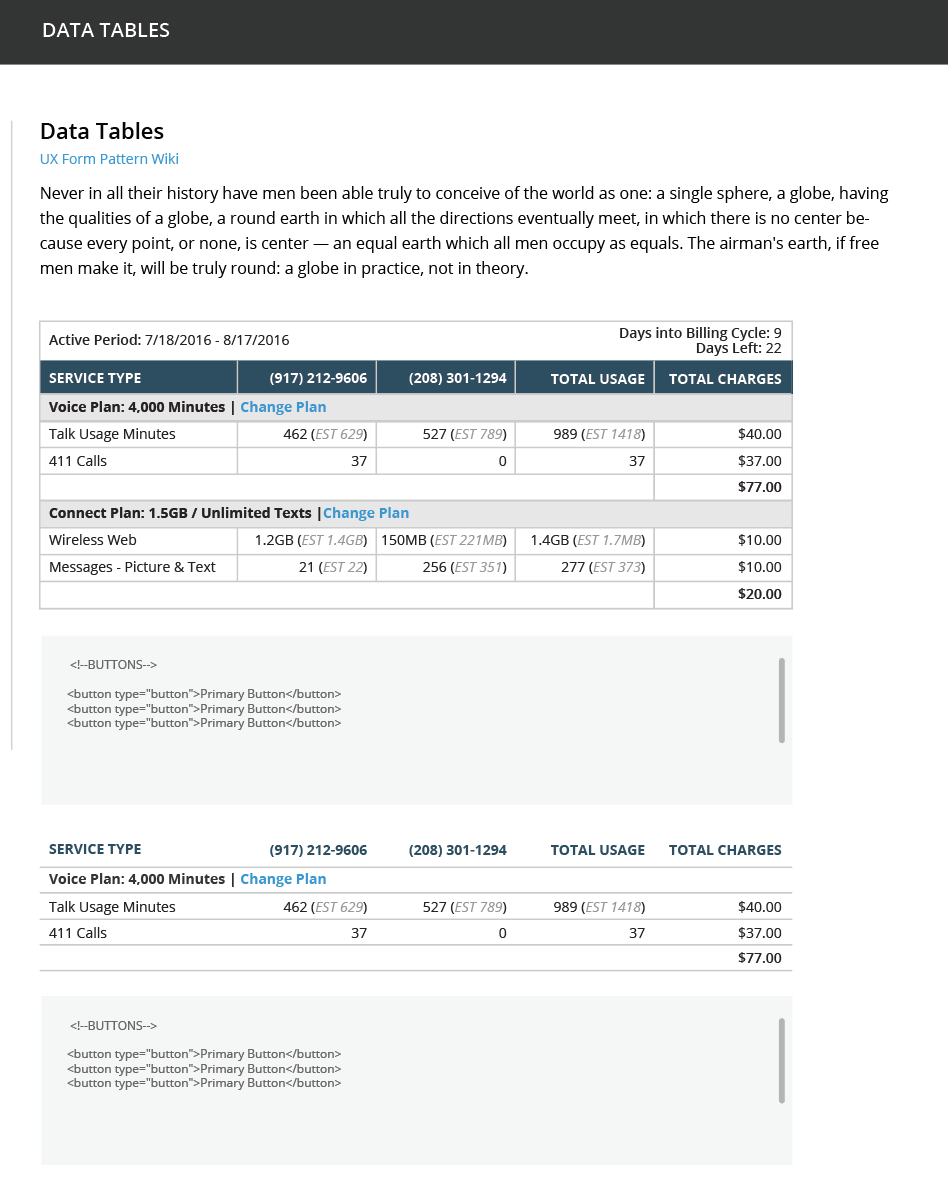 DATA TABLES
Data Tables
UX Form Pattern Wiki
Never in all their history have men been able truly to conceive of the world as one: a single sphere, a globe, having
the qualities of a globe, a round earth in which all the directions eventually meet, in which there is no center be-
cause every point, or none, is center — an equal earth which all men occupy as equals. The airman's earth, if free
men make it, will be truly round: a globe in practice, not in theory.
Active Period: 7/18/2016 - 8/17/2016
Days into Billing Cycle: 9
Days Left: 22
SERVICE TYPE (917) 212-9606 (208) 301-1294 TOTAL USAGE TOTAL CHARGES
Voice Plan: 4,000 Minutes | Change Plan
Talk Usage Minutes 462 (EST 629) 527 (EST 789) 989 (EST 1418) $40.00
411 Calls 37 0 37 $37.00
$77.00
Connect Plan: 1.5GB / Unlimited Texts |Change Plan
Wireless Web 1.2GB (EST 1.4GB) 150MB (EST 221MB) 1.4GB (EST 1.7MB) $10.00
Messages - Picture & Text 21 (EST 22) 256 (EST 351) 277 (EST 373) $10.00
$20.00
<!--BUTTONS-->
<button type="button">Primary Button</button>
<button type="button">Primary Button</button>
<button type="button">Primary Button</button>
SERVICE TYPE (917) 212-9606 (208) 301-1294 TOTAL USAGE TOTAL CHARGES
Voice Plan: 4,000 Minutes | Change Plan
Talk Usage Minutes 462 (EST 629) 527 (EST 789) 989 (EST 1418) $40.00
411 Calls 37 0 37 $37.00
$77.00
<!--BUTTONS-->
<button type="button">Primary Button</button>
<button type="button">Primary Button</button>
<button type="button">Primary Button</button>